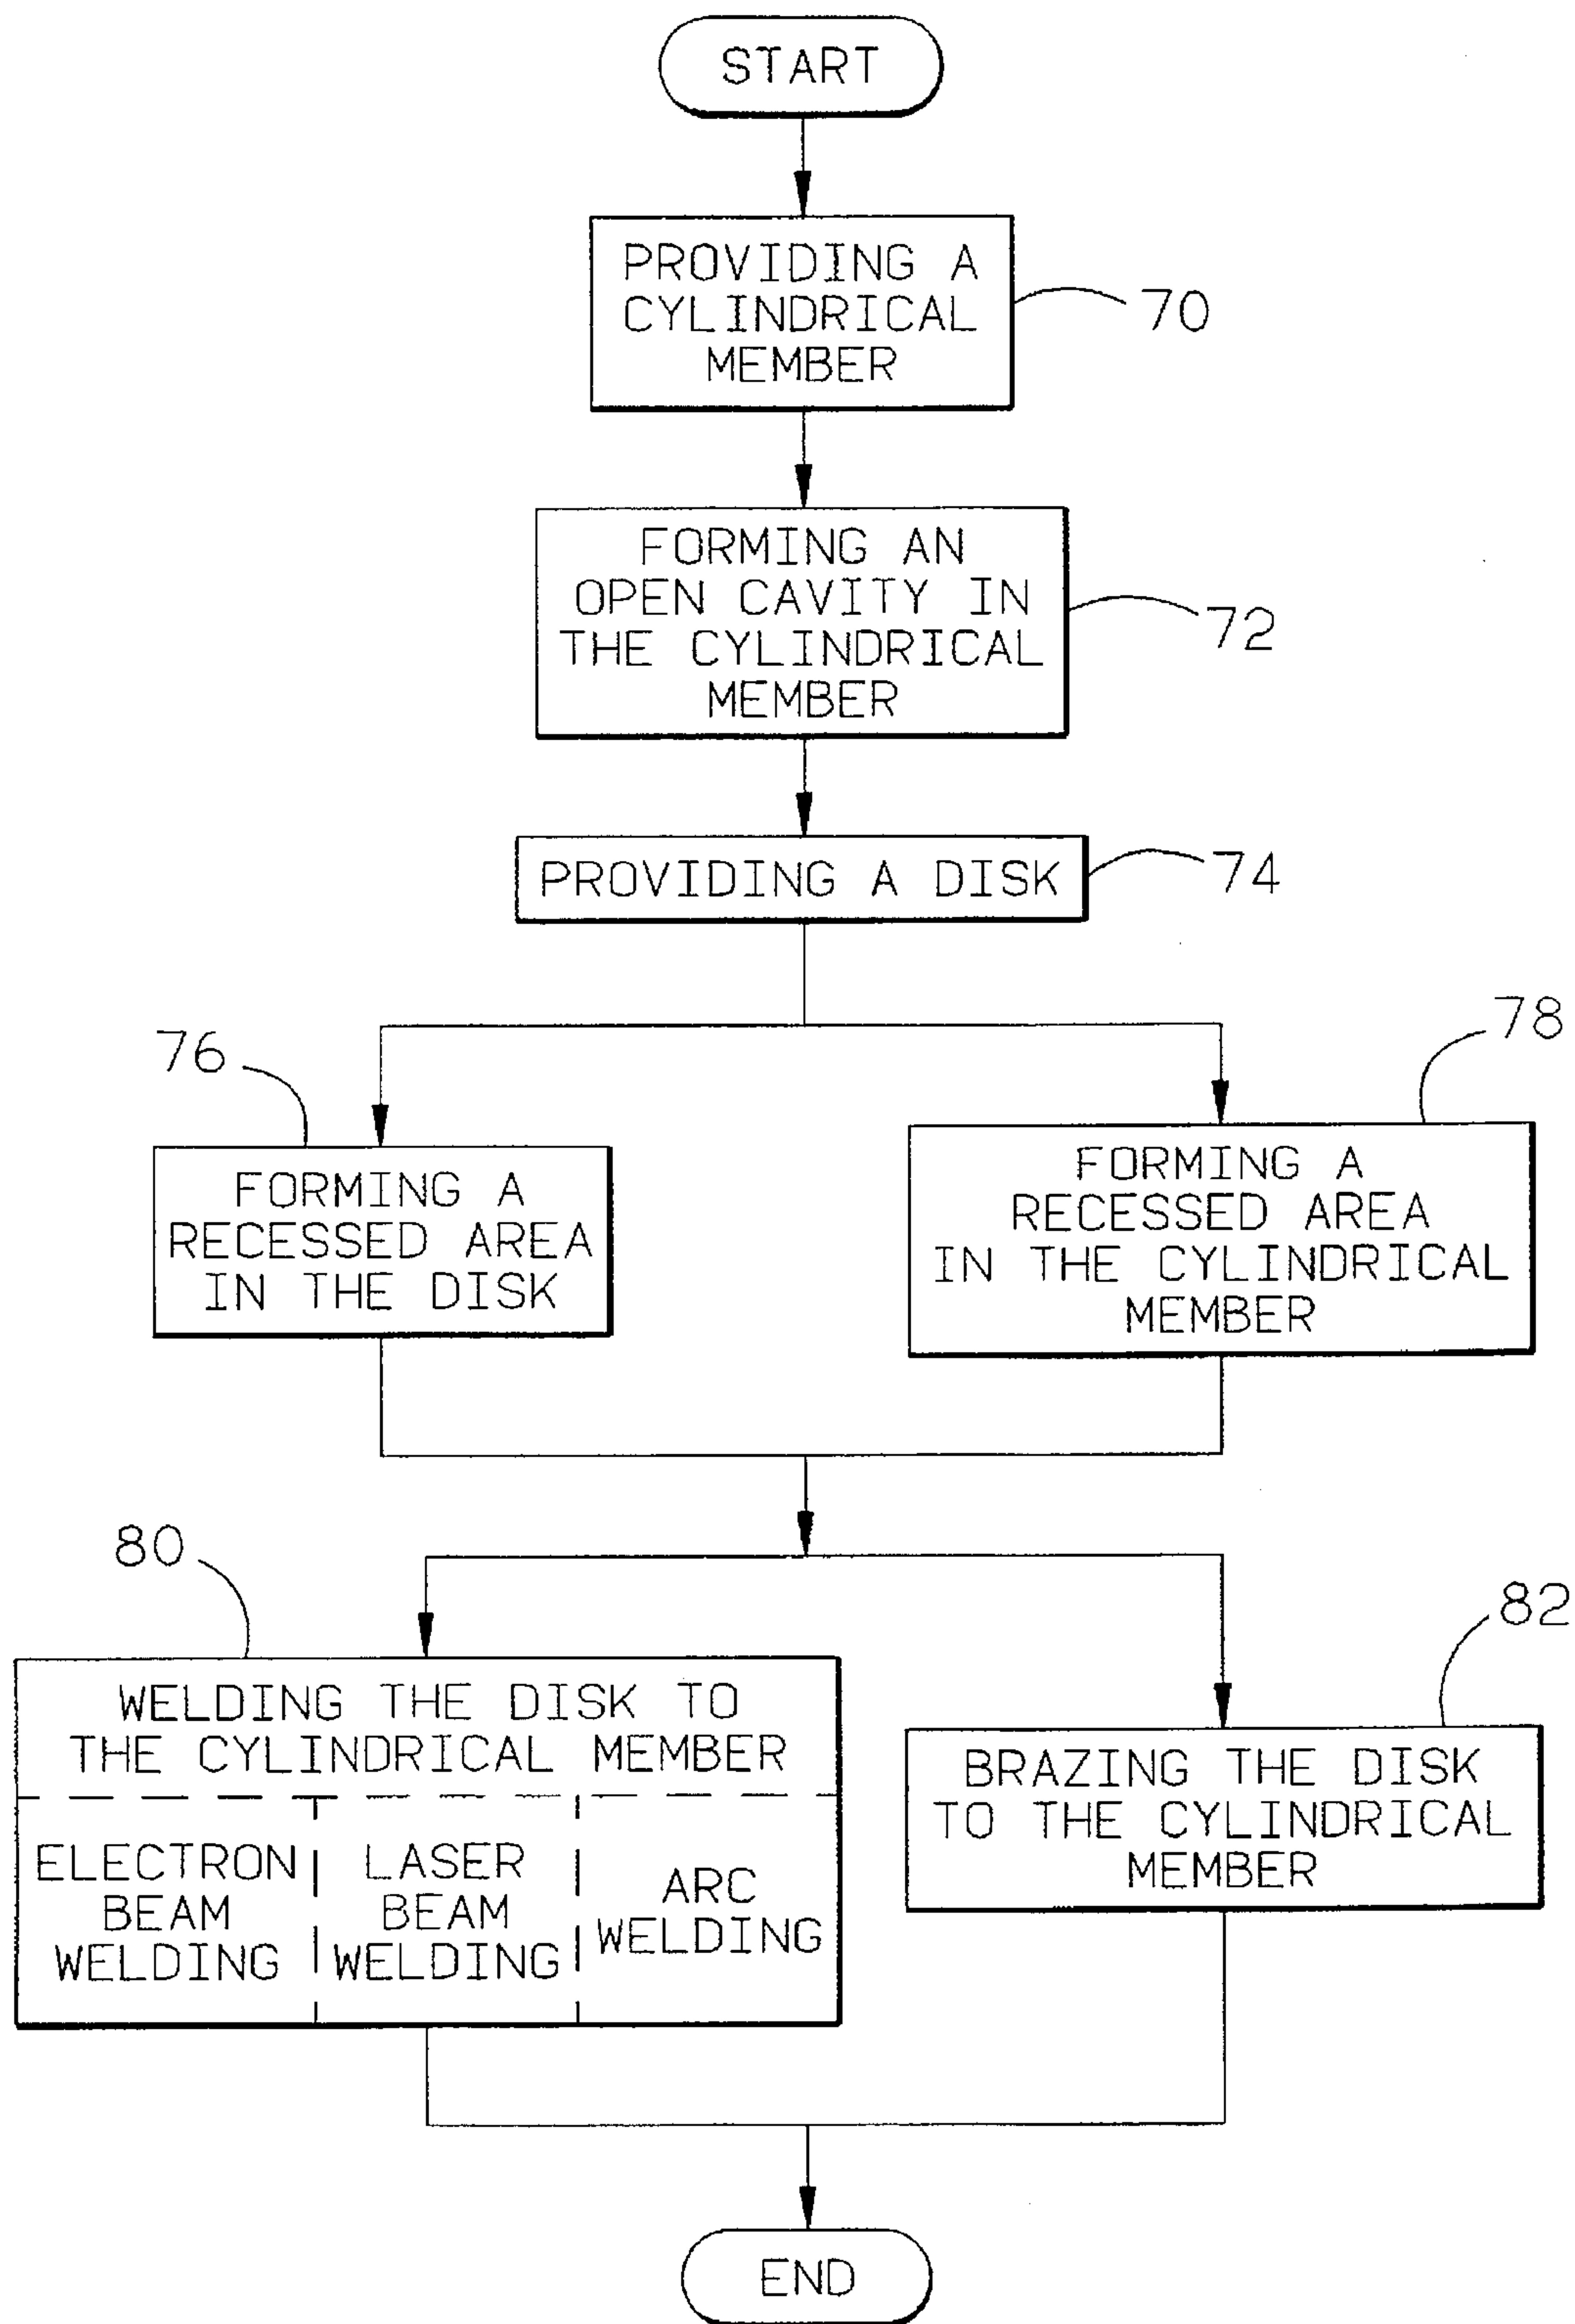 START
PROVIDING A
CYLINDRICAL
MEMBER
70
FORMING AN
OPEN CAVITY IN
THE CYLINDRICAL
MEMBER
72
PROVIDING A DISK
74
76
FORMING A
RECESSED AREA
IN THE DISK
78
FORMING A
RECESSED AREA
IN THE CYLINDRICAL
MEMBER
80
WELDING THE DISK TO
THE CYLINDRICAL MEMBER
ELECTRON
BEAM
WELDING
LASER
BEAM
WELDING
ARC
WELDING
82
BRAZING THE DISK
TO THE CYLINDRICAL
MEMBER
END